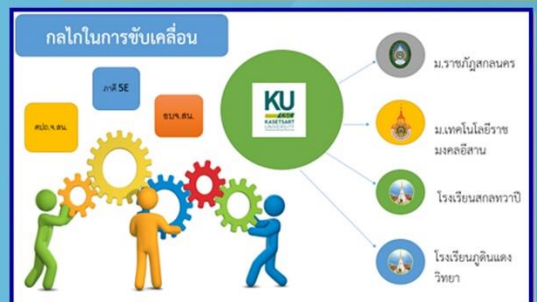 กลไกในการขับเคลื่อน
ภาคี 5E
ศปถ.จ.สน.
ขบจ.สน.
KU
KASETSART
UNIVERSITY
ม.ราชภัฏสกลนคร
ม.เทคโนโลยีราช
มงคลอีสาน
โรงเรียนสกลทวาปี
โรงเรียนภูดินแดง
วิทยา